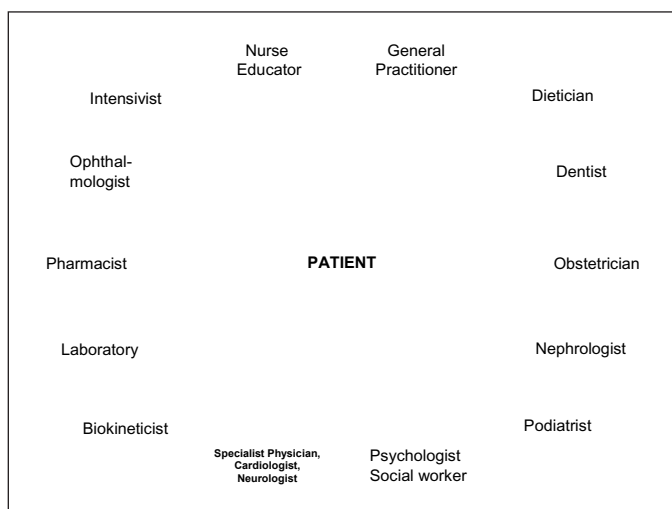 Nurse
Educator
General
Practitioner
Intensivist
Dietician
Ophthal-
mologist
Dentist
Pharmacist
PATIENT
Obstetrician
Laboratory
Nephrologist
Biokineticist
Podiatrist
Specialist Physician,
Cardiologist,
Neurologist
Psychologist
Social worker